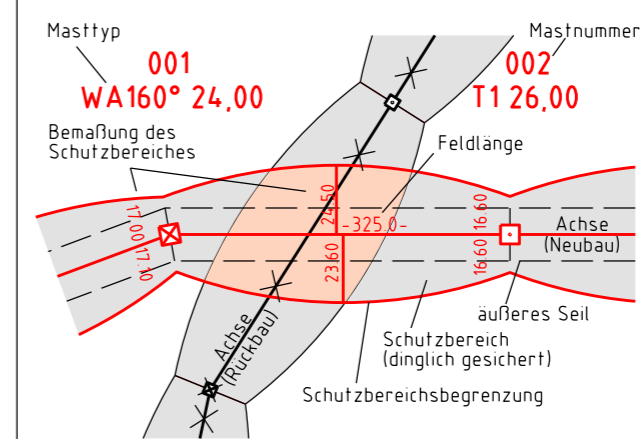 Masttyp
Mastnummer
001
WA160° 24,00
002
T1 26,00
Bemaßung des
Schutzbereiches
Feldlänge
17.00
17.10
24.50
-325.0-
23.60
16.60
16.60
Achse
(Neubau)
äußeres Seil
Schutzbereich
(dinglich gesichert)
Achse
(Rückbau)
Schutzbereichsbegrenzung